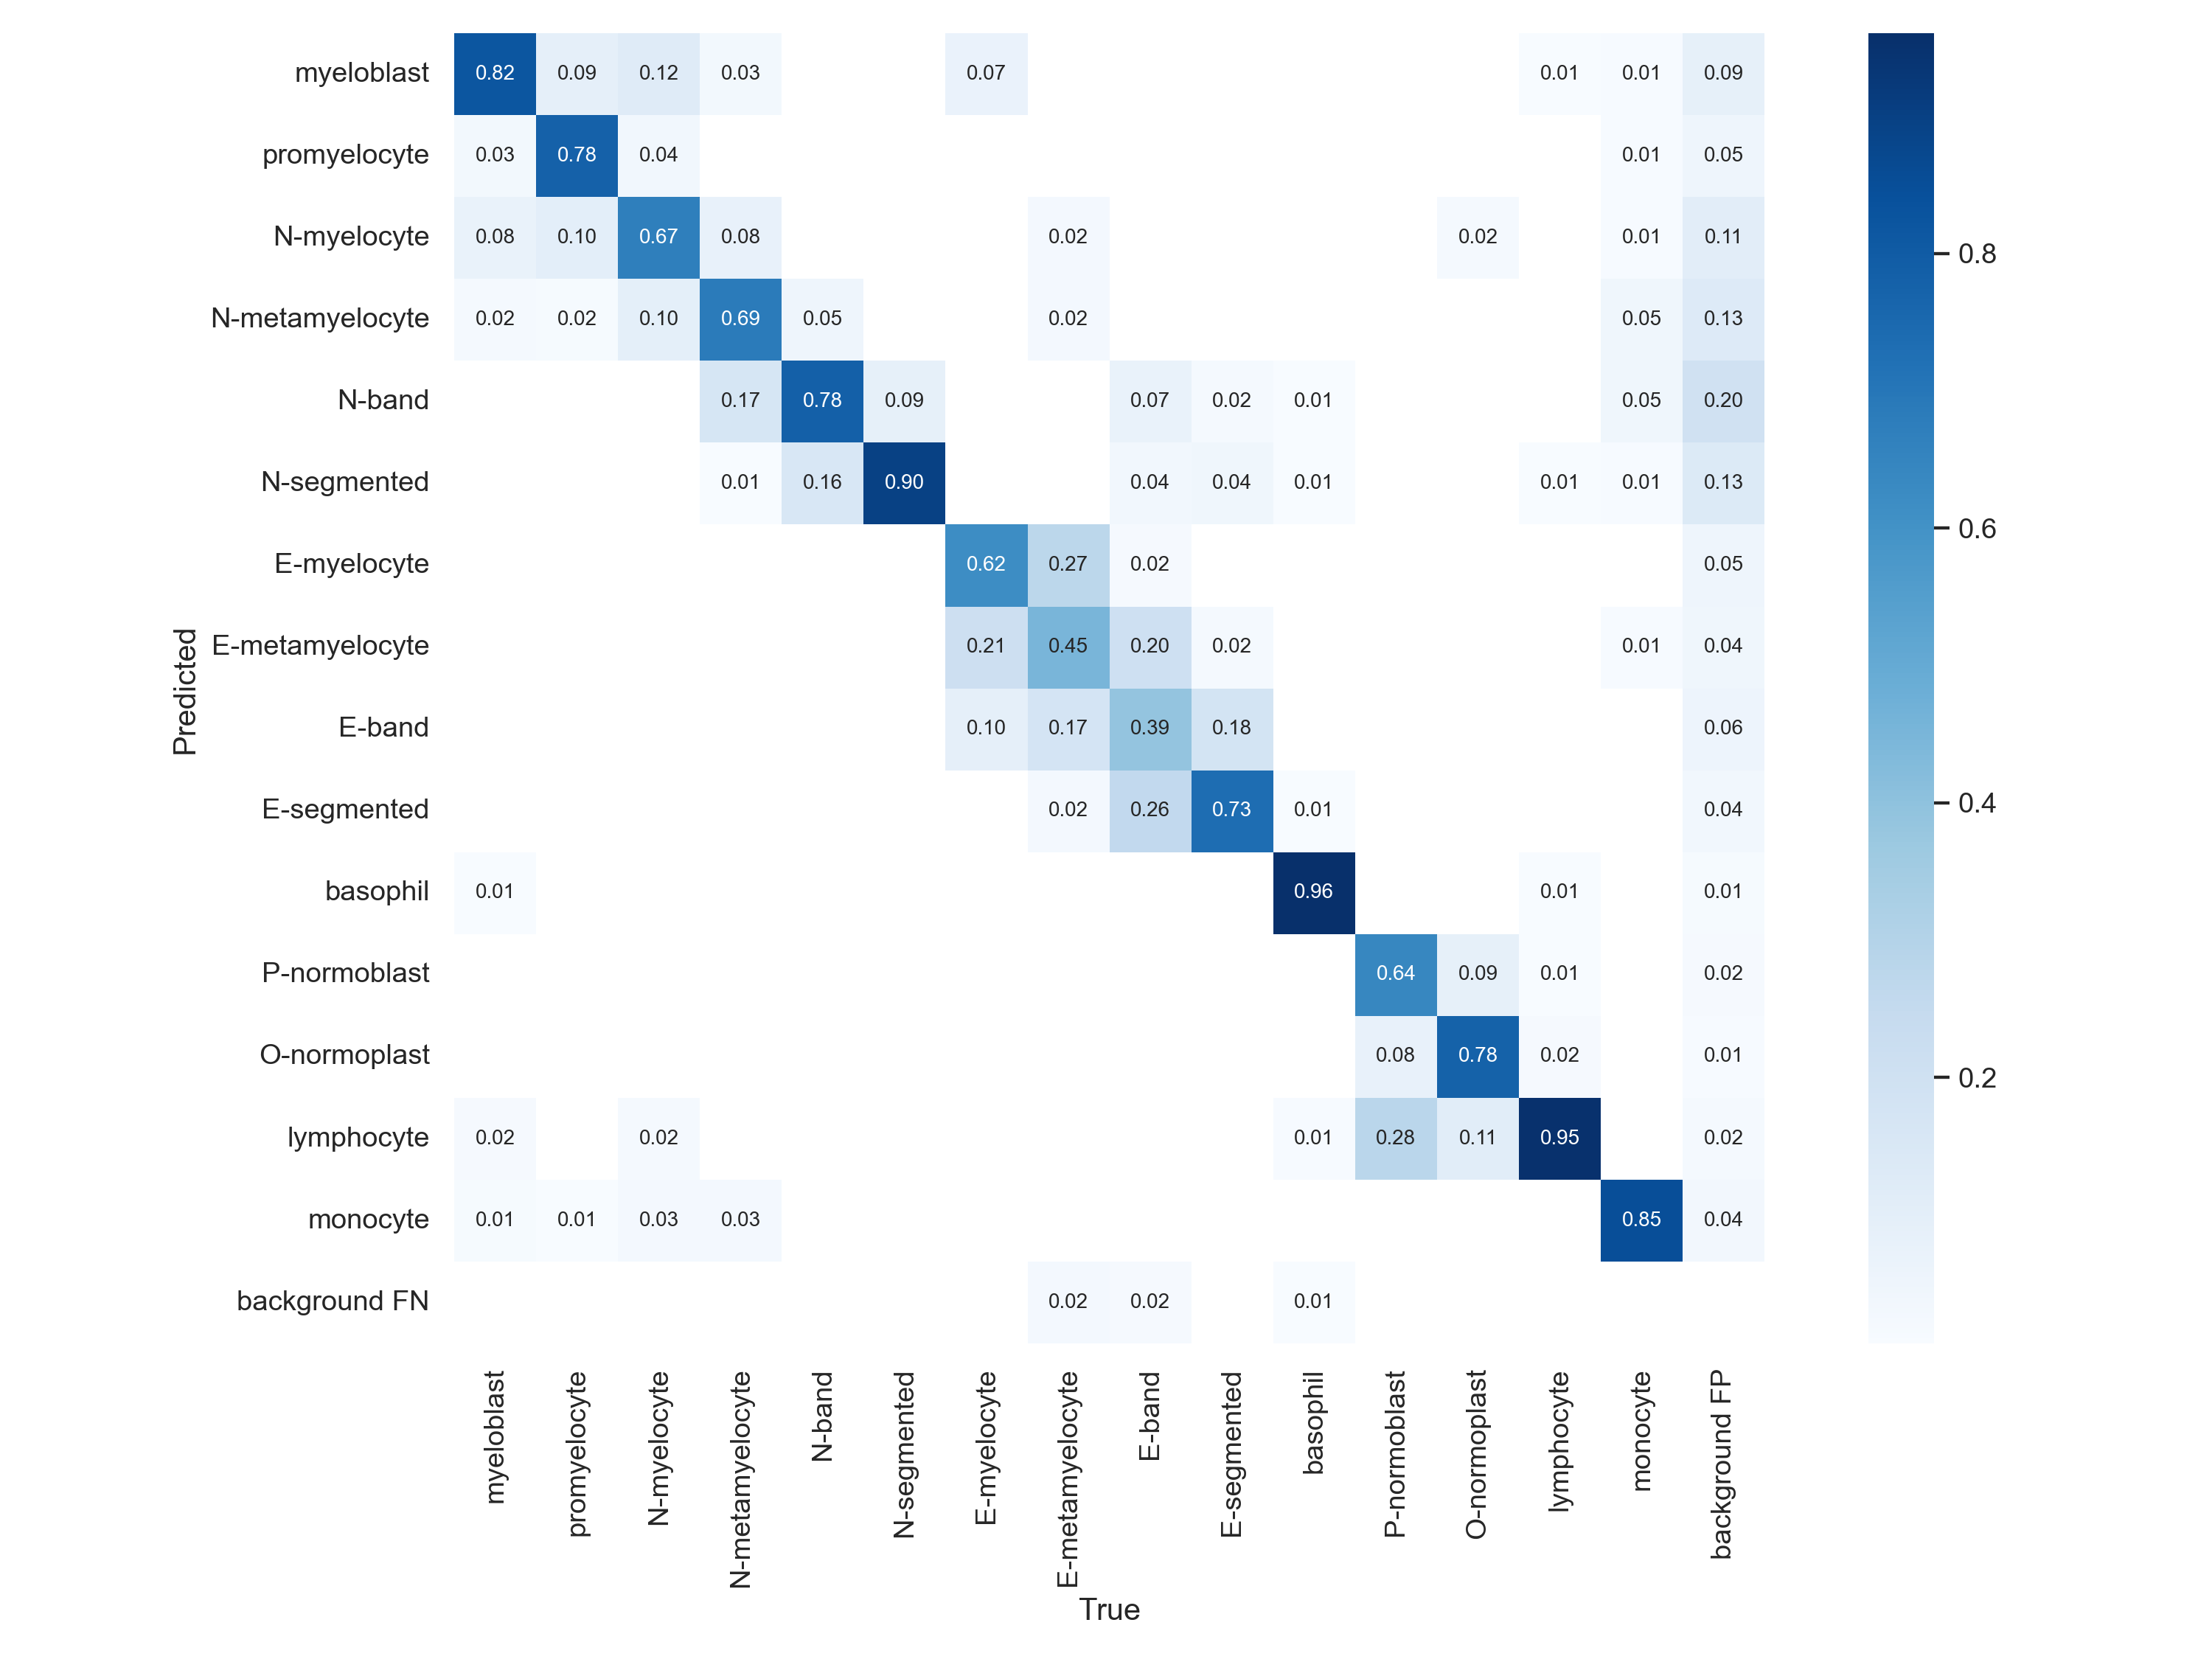 myeloblast 0.82 0.09 0.12 0.03 0.07 0.01 0.01 0.09
promyelocyte 0.03 0.78 0.04 0.01 0.05
N-myelocyte 0.08 0.10 0.67 0.08 0.02 0.02 0.01 0.11
N-metamyelocyte 0.02 0.02 0.10 0.69 0.05 0.02 0.05 0.13
N-band 0.17 0.78 0.09 0.07 0.02 0.01 0.05 0.20
N-segmented 0.01 0.16 0.90 0.04 0.04 0.01 0.01 0.01 0.13
E-myelocyte 0.62 0.27 0.02 0.05
E-metamyelocyte 0.21 0.45 0.20 0.02 0.01 0.04
E-band 0.10 0.17 0.39 0.18 0.06
E-segmented 0.02 0.26 0.73 0.01 0.04
basophil 0.01 0.96 0.01 0.01
P-normoblast 0.64 0.09 0.01 0.02
O-normoplast 0.08 0.78 0.02 0.01
lymphocyte 0.02 0.02 0.01 0.28 0.11 0.95 0.02
monocyte 0.01 0.01 0.03 0.03 0.85 0.04
background FN 0.02 0.02 0.01
Predicted
myeloblast
promyelocyte
N-myelocyte
N-metamyelocyte
N-band
N-segmented
E-myelocyte
E-metamyelocyte
E-band
E-segmented
basophil
P-normoblast
O-normoplast
lymphocyte
monocyte
background FP
True
0.8
0.6
0.4
0.2